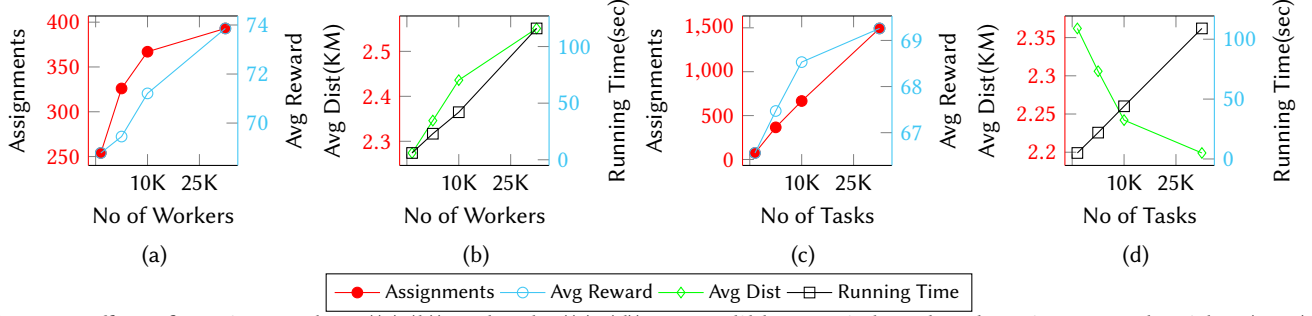 400
350
300
250
Assignments
74
72
70
Avg Reward
10K 25K
No of Workers
(a)
2.5
2.4
2.3
Avg Dist(KM)
100
50
0
Running Time(sec)
10K 25K
No of Workers
(b)
1,500
1,000
500
0
Assignments
69
68
67
Avg Reward
10K 25K
No of Tasks
(c)
2.35
2.3
2.25
2.2
Avg Dist(KM)
100
50
0
Running Time(sec)
10K 25K
No of Tasks
(d)
Assignments Avg Reward Avg Dist Running Time